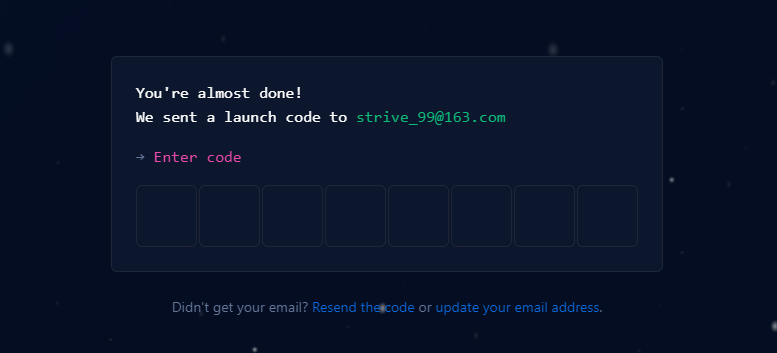 You're almost done!
We sent a launch code to strive_99@163.com
→ Enter code
Didn't get your email? Resend the code or update your email address.